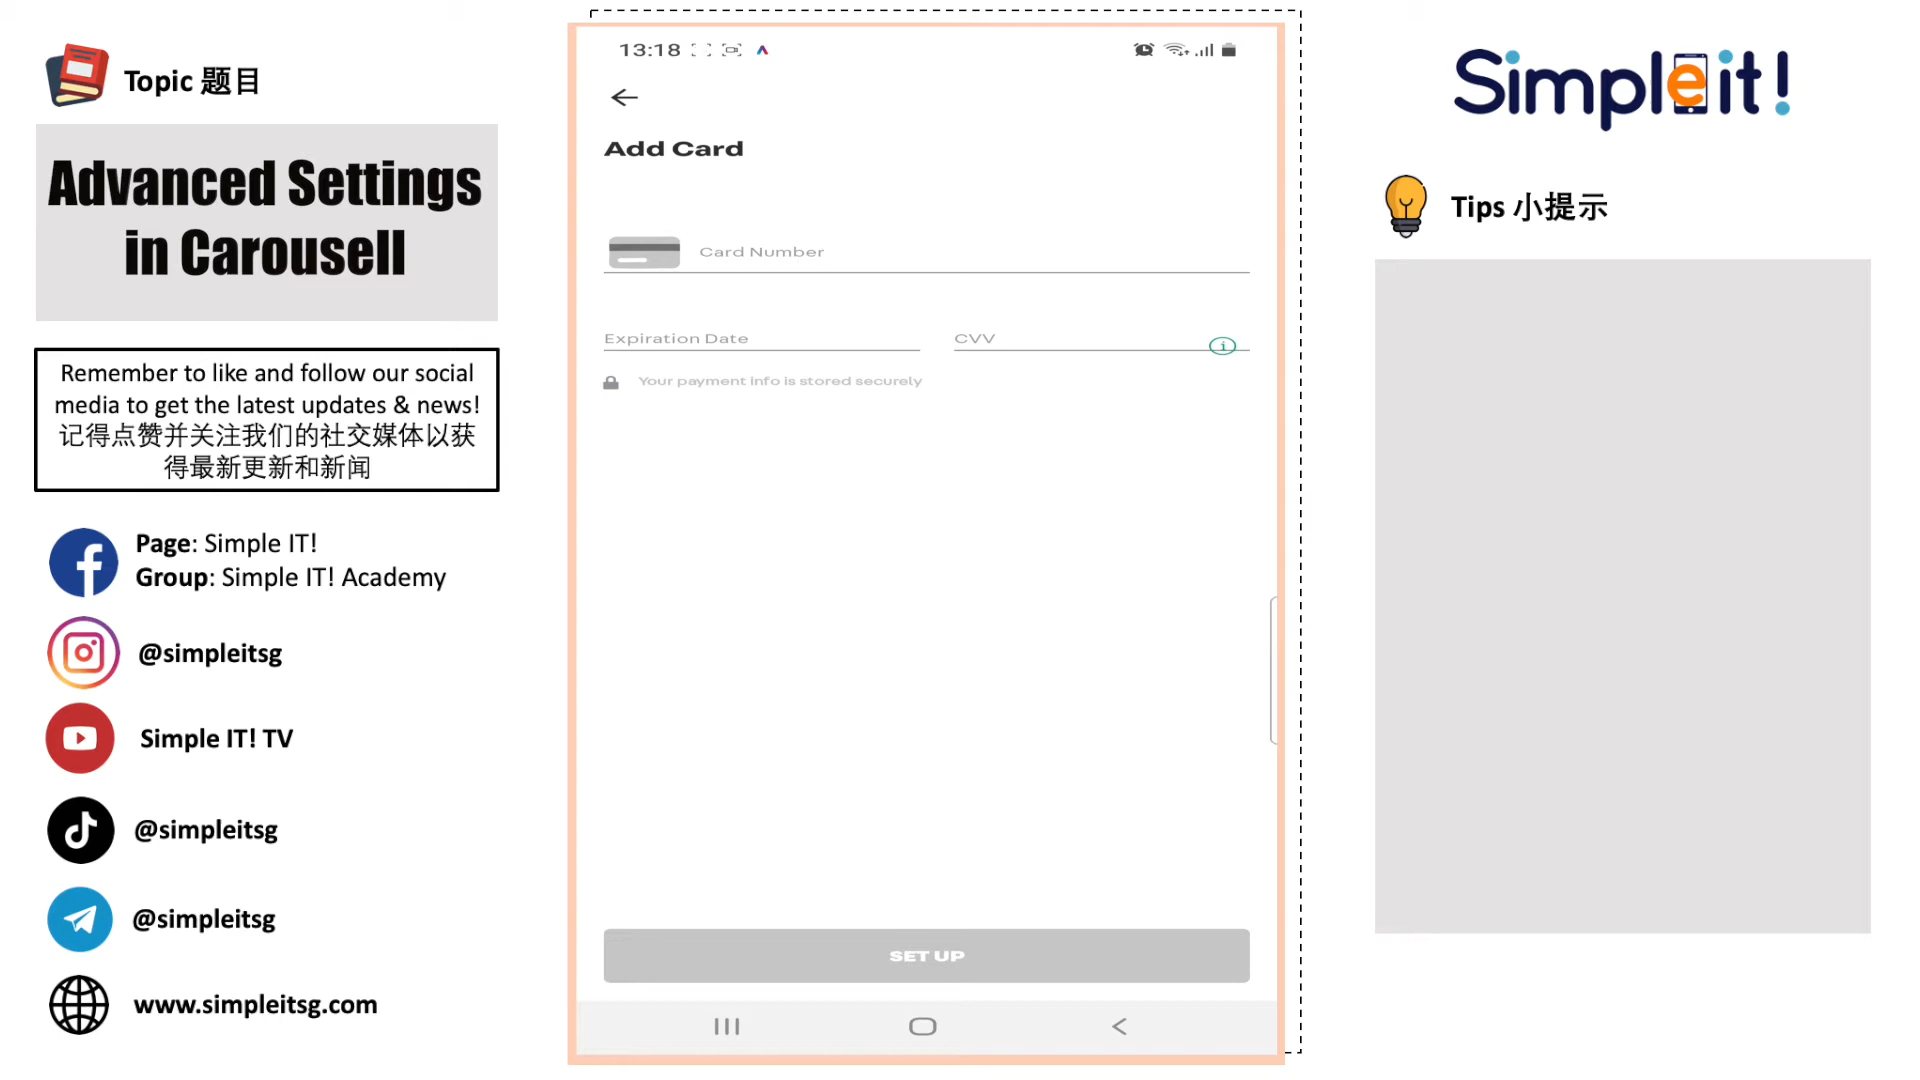 Topic 题目
Advanced Settings
in Carousell
Remember to like and follow our social
media to get the latest updates & news!
记得点赞并关注我们的社交媒体以获
得最新更新和新闻
Page: Simple IT!
Group: Simple IT! Academy
@simpleitsg
Simple IT! TV
@simpleitsg
@simpleitsg
www.simpleitsg.com
13:18
Add Card
Card Number
Expiration Date
CVV
Your payment info is stored securely
SET UP
Simple it!
Tips 小提示